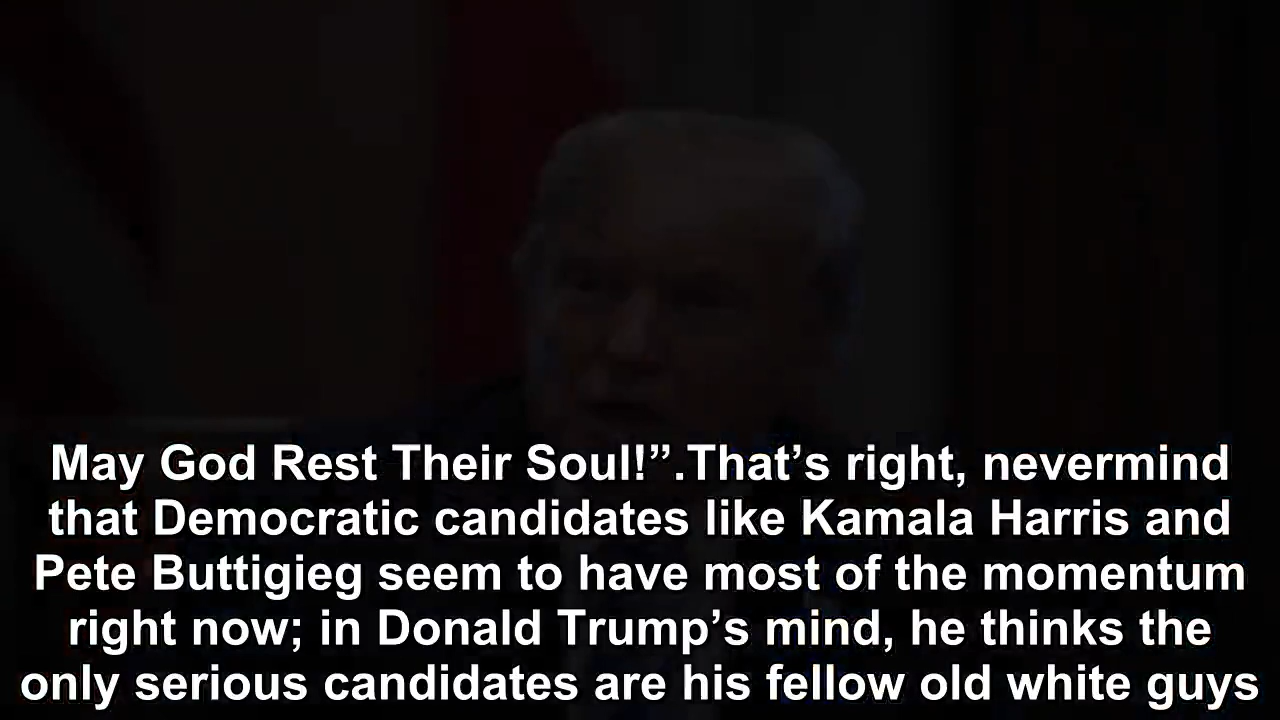 May God Rest Their Soul!”.That’s right, nevermind
that Democratic candidates like Kamala Harris and
Pete Buttigieg seem to have most of the momentum
right now; in Donald Trump’s mind, he thinks the
only serious candidates are his fellow old white guys